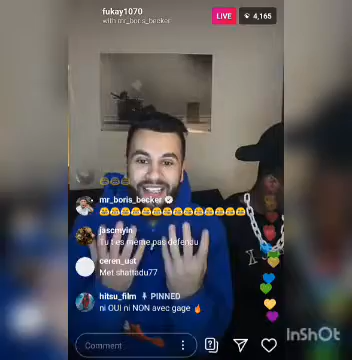 fukay1070
with mr_boris_becker
LIVE
4,165
mr_boris_becker
jascmyin
Tu t'es même pas défendu
ceren_ust
Met shattadu77
hitsu_film PINNED
ni OUI ni NON avec gage
Comment
InShOt